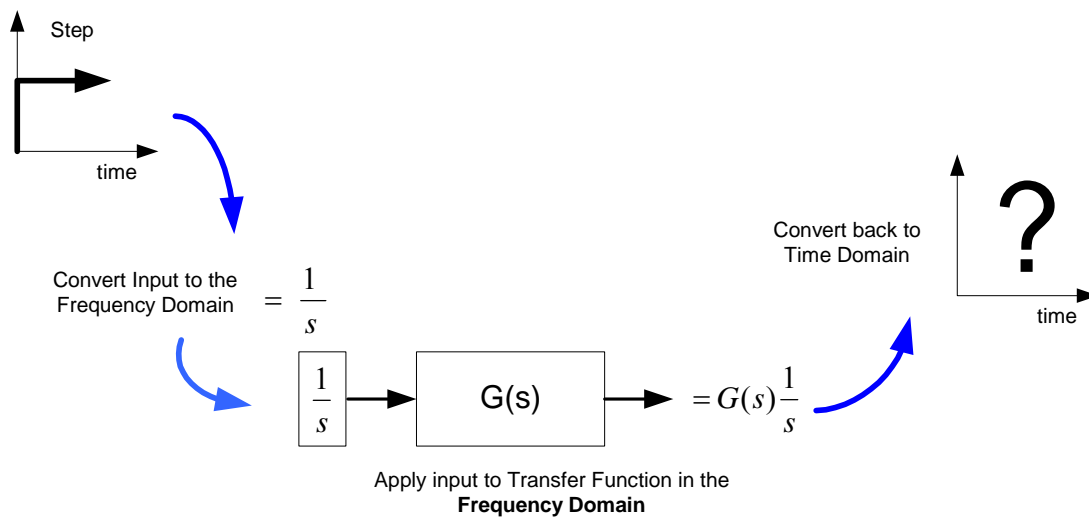 Step
time
Convert Input to the
Frequency Domain
= 1/s
1/s
G(s)
= G(s) 1/s
Apply input to Transfer Function in the
Frequency Domain
Convert back to
Time Domain
?
time